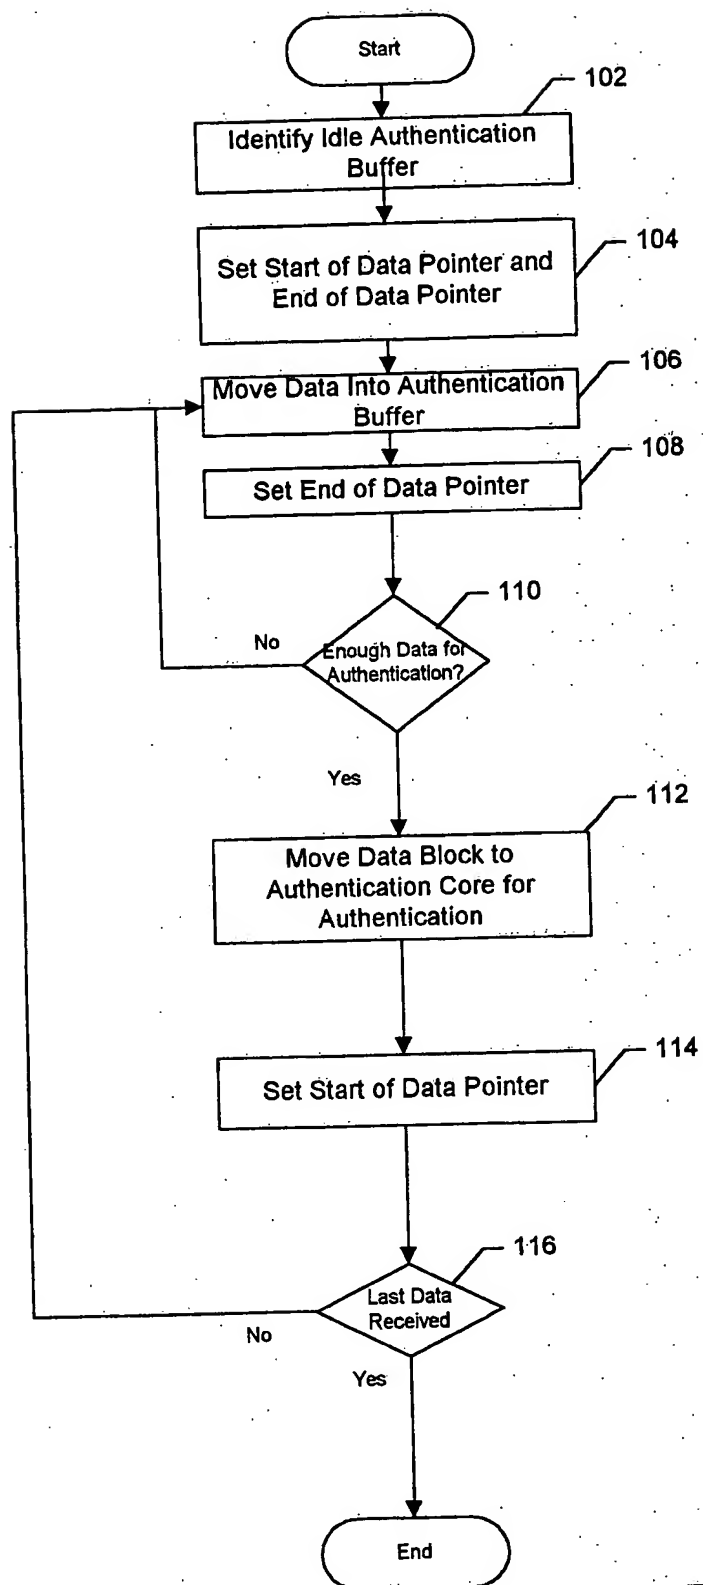 Start
102
Identify Idle Authentication
Buffer
104
Set Start of Data Pointer and
End of Data Pointer
106
Move Data Into Authentication
Buffer
108
Set End of Data Pointer
110
No
Enough Data for
Authentication?
Yes
112
Move Data Block to
Authentication Core for
Authentication
114
Set Start of Data Pointer
116
Last Data
Received
No
Yes
End